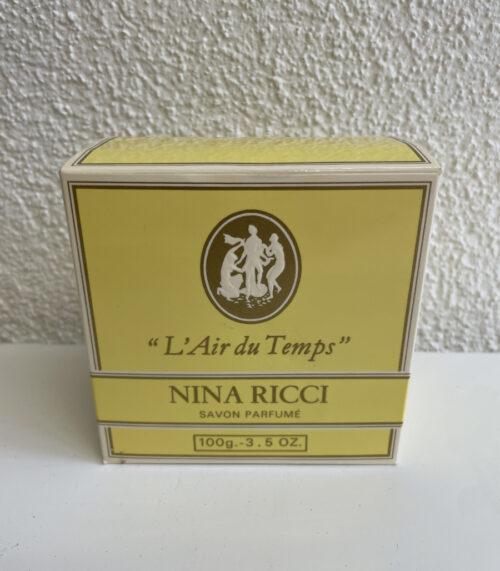 “L'Air du Temps”
NINA RICCI
SAVON PARFUMÉ
100g.-3.5 OZ.